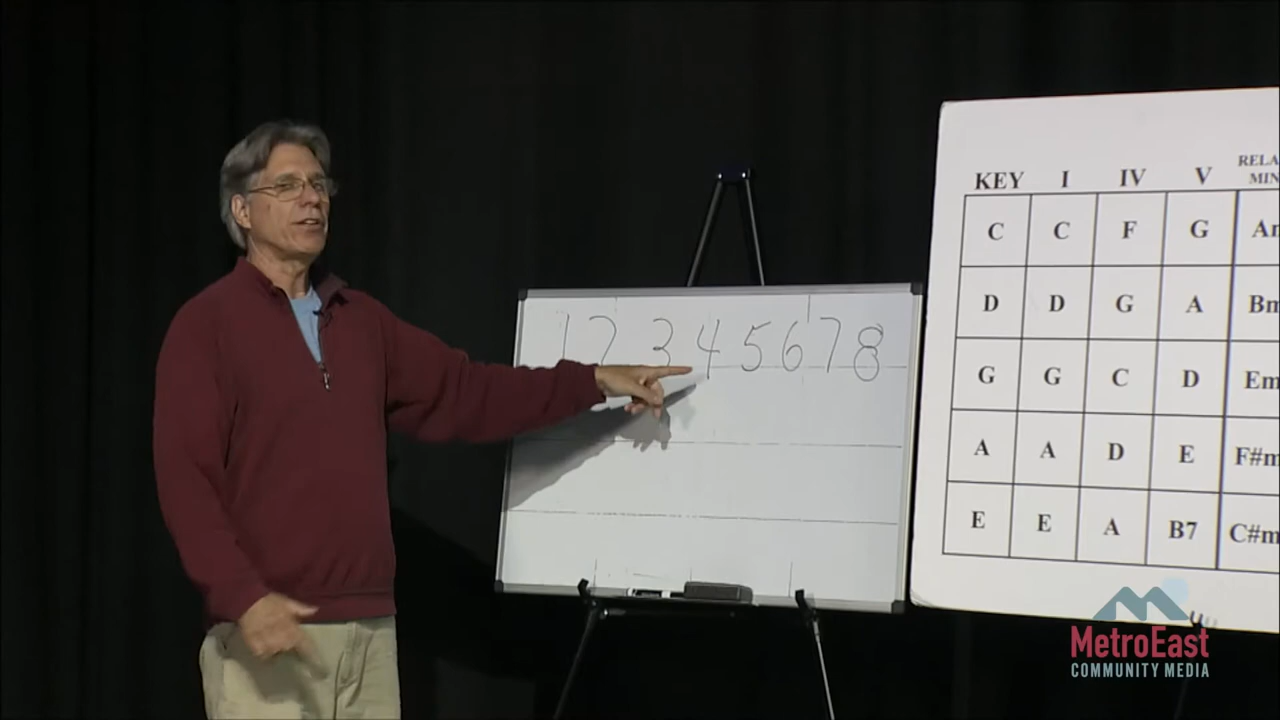 1 2 3 4 5 6 7 8
KEY I IV V
C C F G
D D G A Bm
G G C D Em
A A D E F#m
E E A B7 C#m
MetroEast
COMMUNITY MEDIA